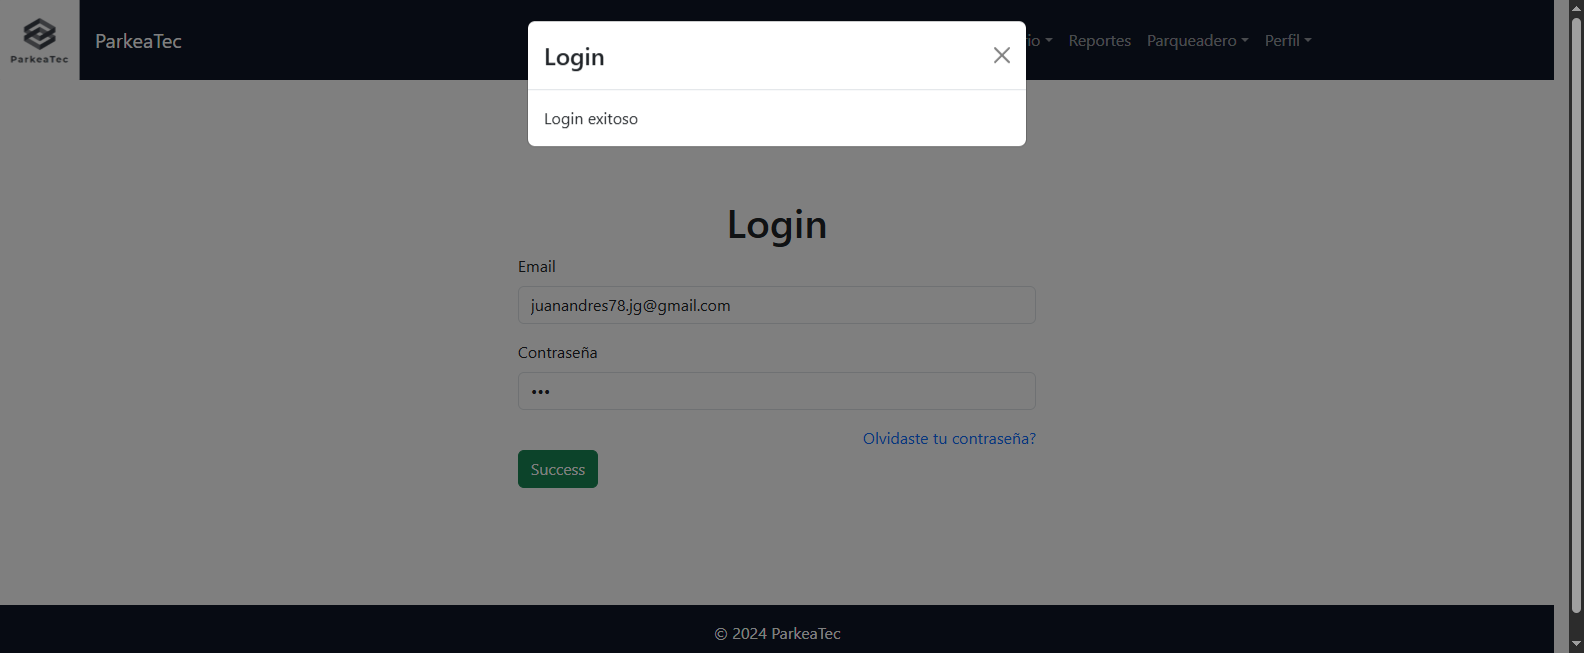 ParkeaTec
ParkeaTec
Login
io Reportes Parqueadero Perfil
Login exitoso
Login
Email
juanandres78.jg@gmail.com
Contraseña
•••
Olvidaste tu contraseña?
Success
© 2024 ParkeaTec